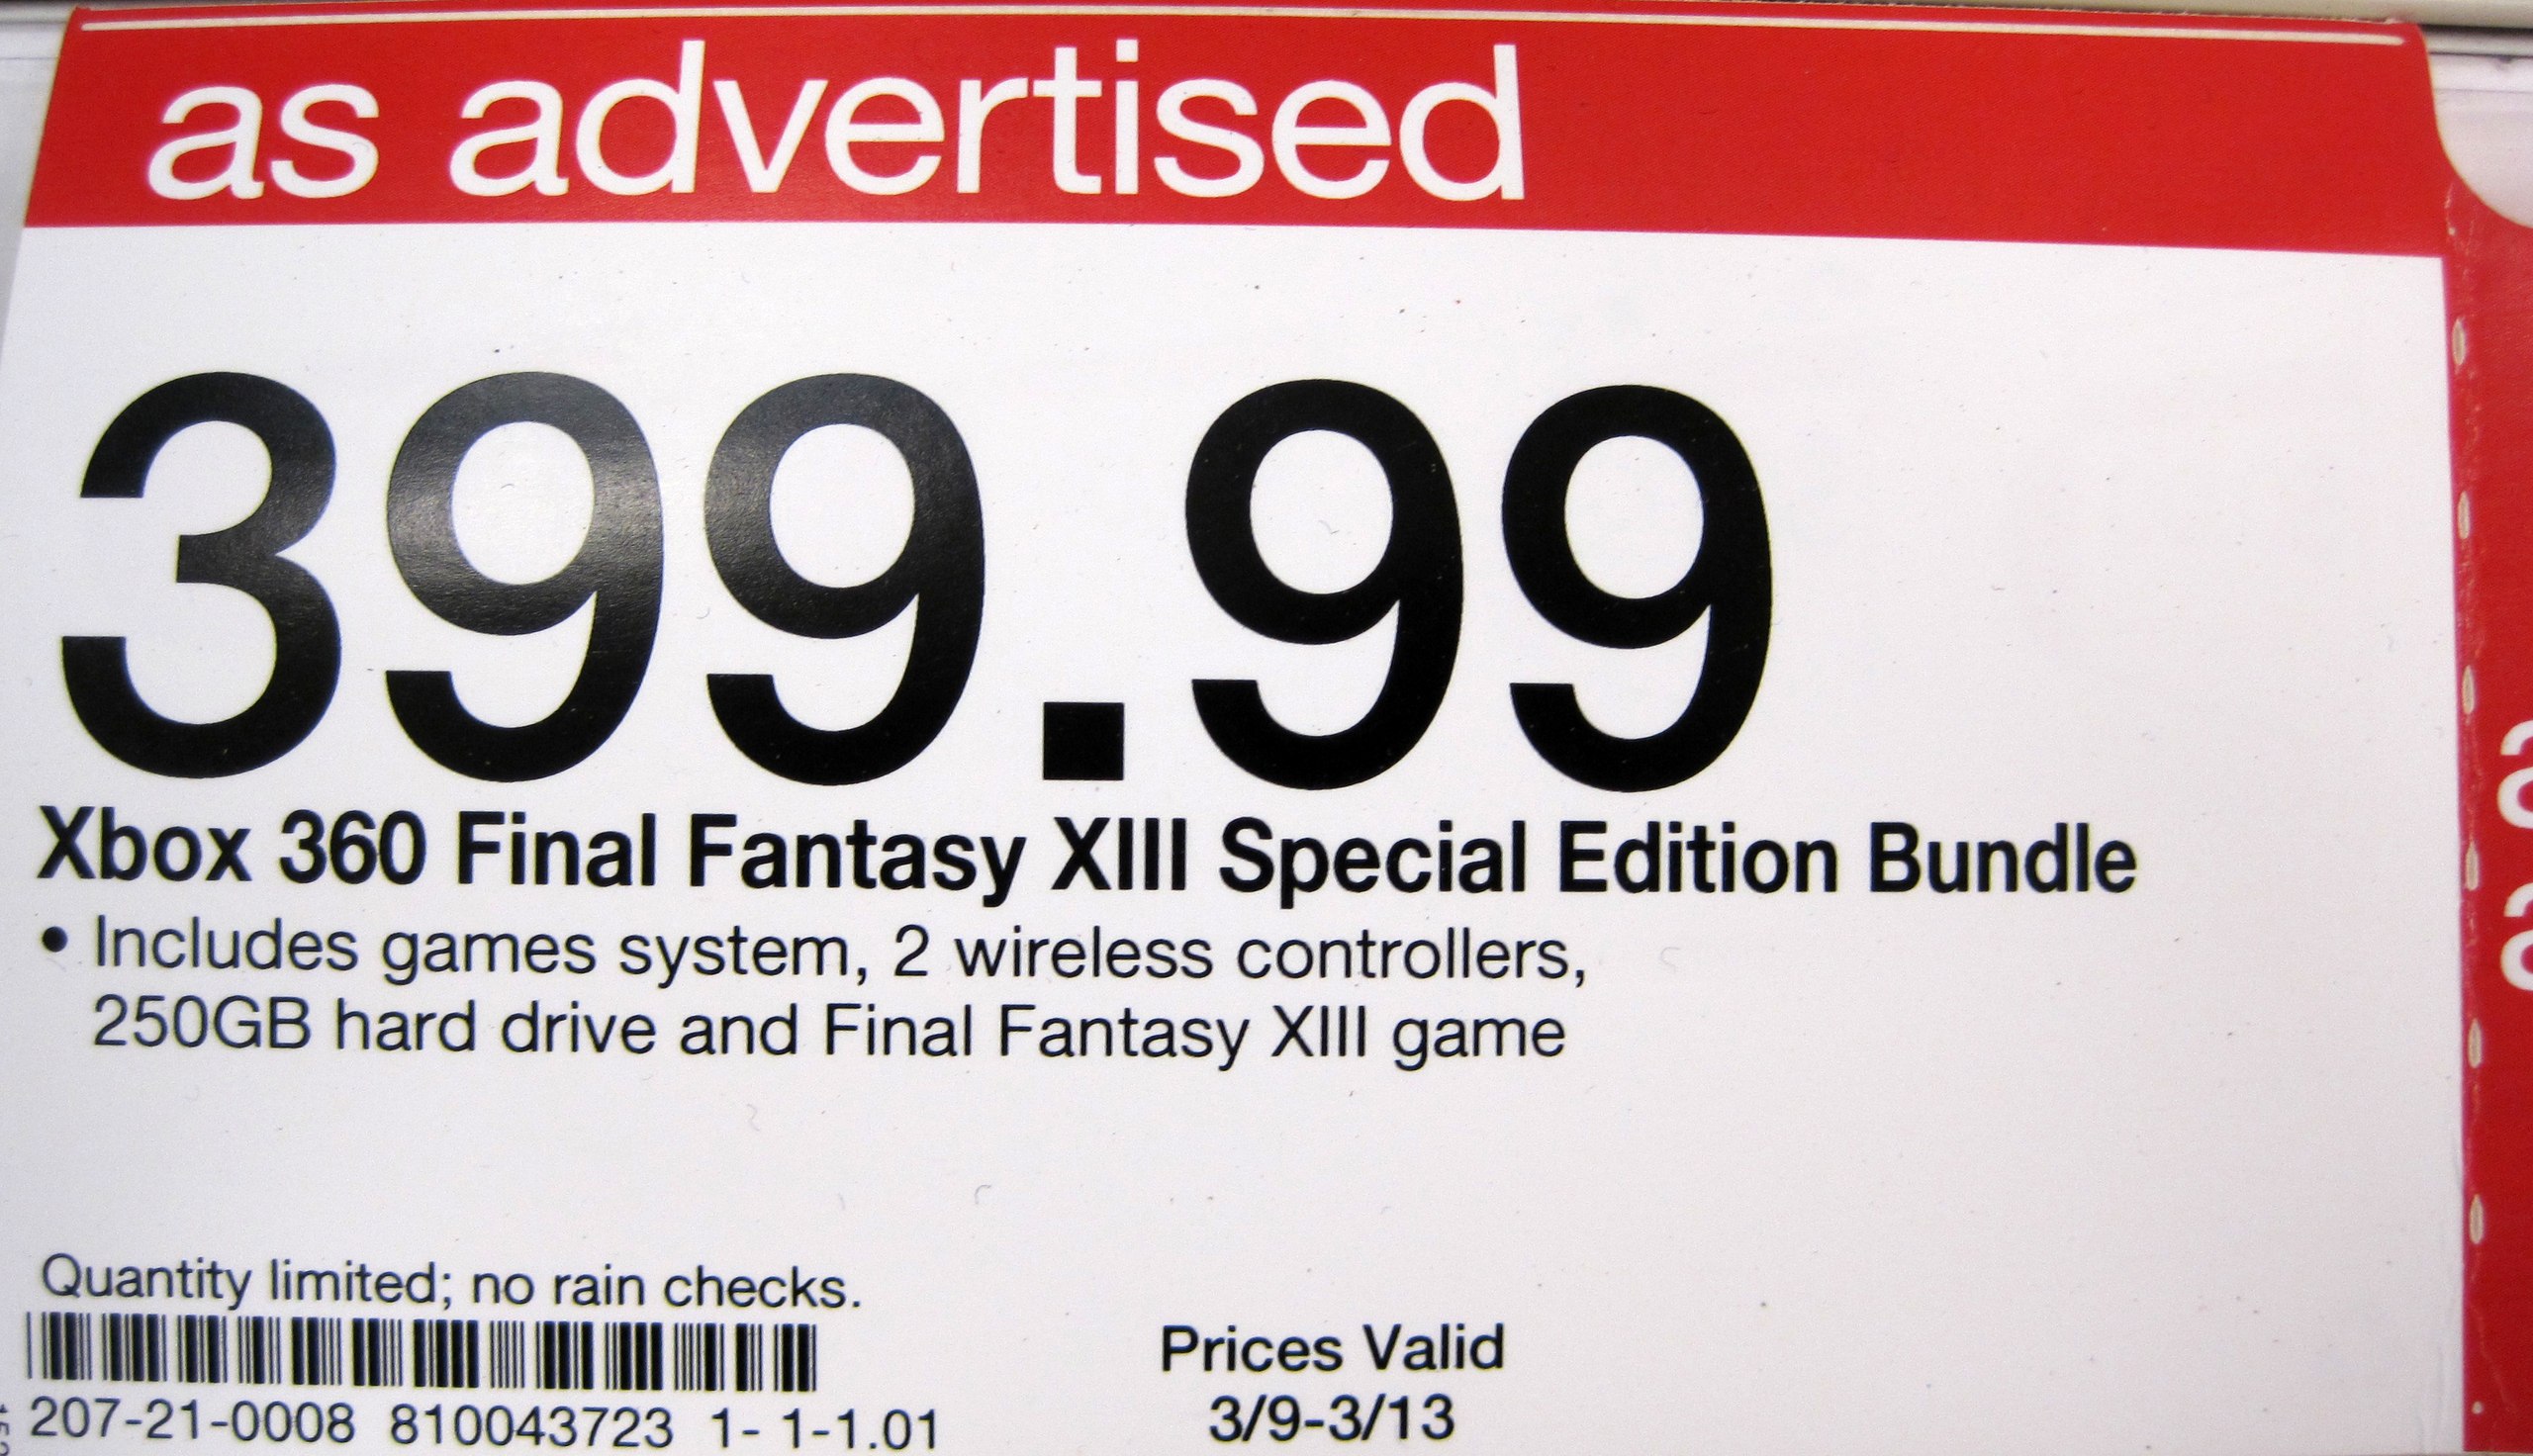 as advertised
399.99
Xbox 360 Final Fantasy XIII Special Edition Bundle
• Includes games system, 2 wireless controllers,
250GB hard drive and Final Fantasy XIII game
Quantity limited; no rain checks.
207-21-0008 810043723 1- 1-1.01
Prices Valid
3/9-3/13